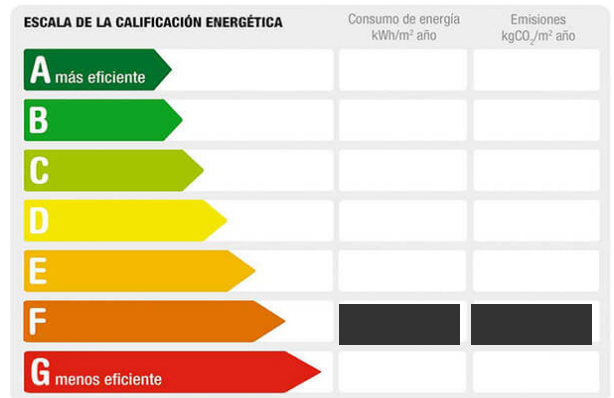 ESCALA DE LA CALIFICACIÓN ENERGÉTICA
Consumo de energía
kWh/m² año
Emisiones
kgCO₂/m² año
A más eficiente
B
C
D
E
F
G menos eficiente